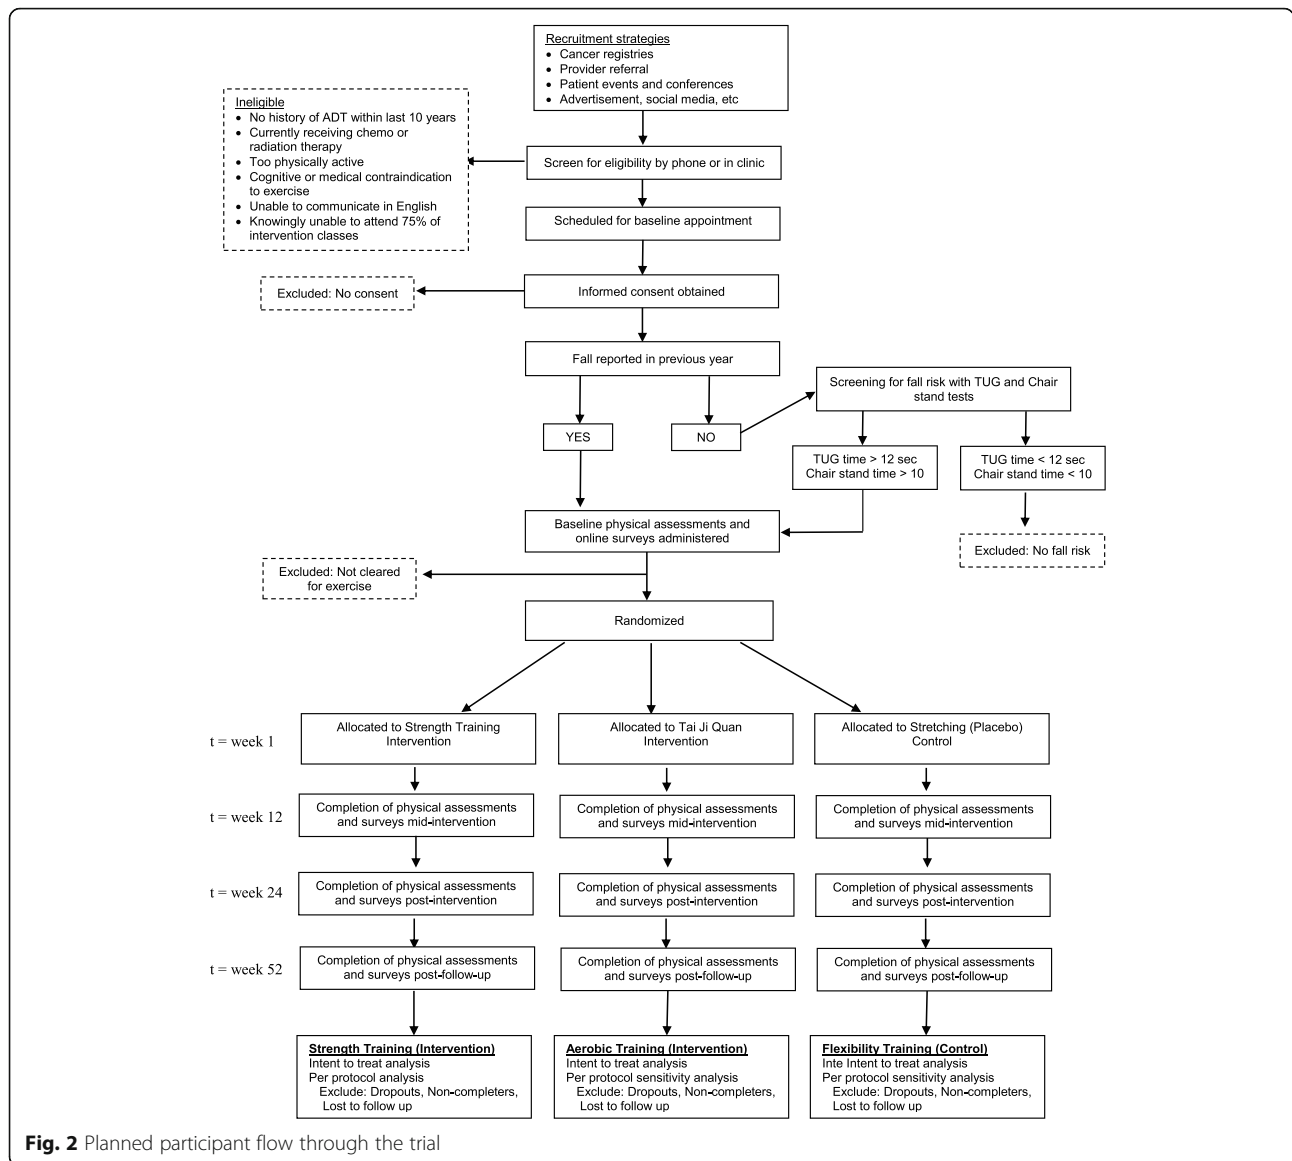 Recruitment strategies
• Cancer registries
• Provider referral
• Patient events and conferences
• Advertisement, social media, etc
Ineligible
• No history of ADT within last 10 years
• Currently receiving chemo or
radiation therapy
• Too physically active
• Cognitive or medical contraindication
to exercise
• Unable to communicate in English
• Knowingly unable to attend 75% of
intervention classes
Screen for eligibility by phone or in clinic
Scheduled for baseline appointment
Excluded: No consent
Informed consent obtained
Fall reported in previous year
Screening for fall risk with TUG and Chair
stand tests
YES
NO
TUG time > 12 sec
Chair stand time > 10
TUG time < 12 sec
Chair stand time < 10
Baseline physical assessments and
online surveys administered
Excluded: No fall risk
Excluded: Not cleared
for exercise
Randomized
t = week 1
Allocated to Strength Training
Intervention
Allocated to Tai Ji Quan
Intervention
Allocated to Stretching (Placebo)
Control
t = week 12
Completion of physical assessments
and surveys mid-intervention
Completion of physical assessments
and surveys mid-intervention
Completion of physical assessments
and surveys mid-intervention
t = week 24
Completion of physical assessments
and surveys post-intervention
Completion of physical assessments
and surveys post-intervention
Completion of physical assessments
and surveys post-intervention
t = week 52
Completion of physical assessments
and surveys post-follow-up
Completion of physical assessments
and surveys post-follow-up
Completion of physical assessments
and surveys post-follow-up
Strength Training (Intervention)
Intent to treat analysis
Per protocol analysis
Exclude: Dropouts, Non-completers,
Lost to follow up
Aerobic Training (Intervention)
Intent to treat analysis
Per protocol sensitivity analysis
Exclude: Dropouts, Non-completers,
Lost to follow up
Flexibility Training (Control)
Inte Intent to treat analysis
Per protocol sensitivity analysis
Exclude: Dropouts, Non-completers,
Lost to follow up
Fig. 2 Planned participant flow through the trial